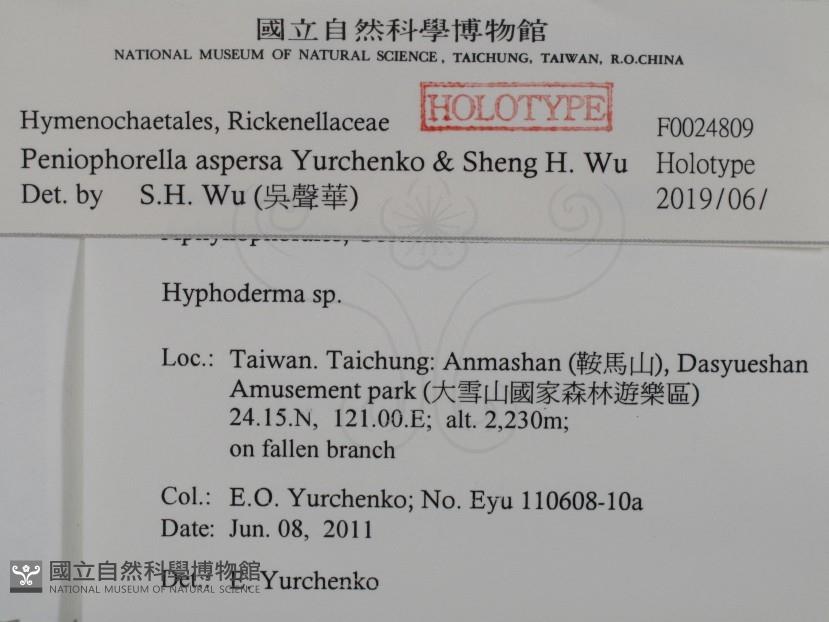 國立自然科學博物館
NATIONAL MUSEUM OF NATURAL SCIENCE, TAICHUNG, TAIWAN, R.O.CHINA
HOLOTYPE
Hymenochaetales, Rickenellaceae F0024809
Peniophorella aspersa Yurchenko & Sheng H. Wu Holotype
Det. by S.H. Wu (吳聲華) 2019/06/
Hyphoderma sp.
Loc.: Taiwan. Taichung: Anmashan (鞍馬山), Dasyueshan
Amusement park (大雪山國家森林遊樂區)
24.15.N, 121.00.E; alt. 2,230m;
on fallen branch
Col.: E.O. Yurchenko; No. Eyu 110608-10a
Date: Jun. 08, 2011
Det.: E. Yurchenko
國立自然科學博物館
NATIONAL MUSEUM OF NATURAL SCIENCE